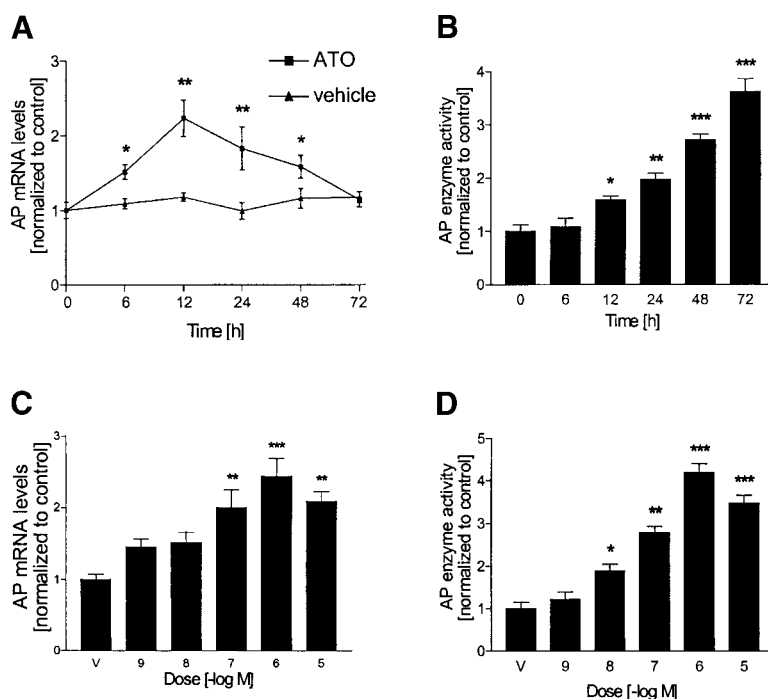 A
AP mRNA levels
[normalized to control]
3
2
1
0
ATO
vehicle
*
**
**
*
0 6 12 24 48 72
Time [h]
B
AP enzyme activity
[normalized to control]
4
3
2
1
0
*
**
***
***
0 6 12 24 48 72
Time [h]
C
AP mRNA levels
[normalized to control]
3
2
1
0
**
***
**
V 9 8 7 6 5
Dose [-log M]
D
AP enzyme activity
[normalized to control]
5
4
3
2
1
0
*
**
***
***
V 9 8 7 6 5
Dose [-log M]